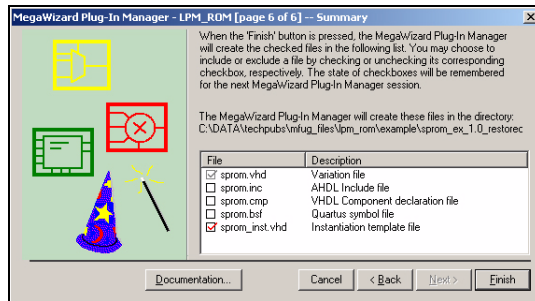 MegaWizard Plug-In Manager - LPM_ROM [page 6 of 6] -- Summary
When the 'Finish' button is pressed, the MegaWizard Plug-In Manager
will create the checked files in the following list. You may choose to
include or exclude a file by checking or unchecking its corresponding
checkbox, respectively. The state of checkboxes will be remembered
for the next MegaWizard Plug-In Manager session.
The MegaWizard Plug-In Manager will create these files in the directory:
C:\DATA\techpubs\mfug_files\lpm_rom\example\sprom_ex_1.0_restorec
File Description
sprom.vhd Variation file
sprom.inc AHDL Include file
sprom.cmp VHDL Component declaration file
sprom.bsf Quartus symbol file
sprom_inst.vhd Instantiation template file
Documentation... Cancel < Back Next > Finish